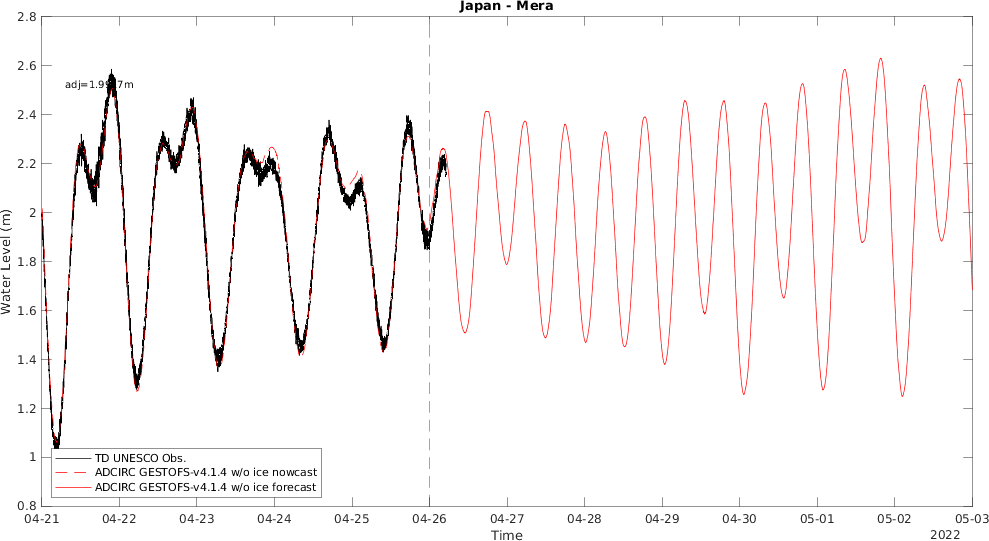 Japan - Mera
2.8
2.6
2.4
2.2
2
1.8
1.6
1.4
1.2
1
0.8
Water Level (m)
TD UNESCO Obs.
ADCIRC GESTOFS-v4.1.4 w/o ice nowcast
ADCIRC GESTOFS-v4.1.4 w/o ice forecast
04-21 04-22 04-23 04-24 04-25 04-26 04-27 04-28 04-29 04-30 05-01 05-02 05-03
Time
2022